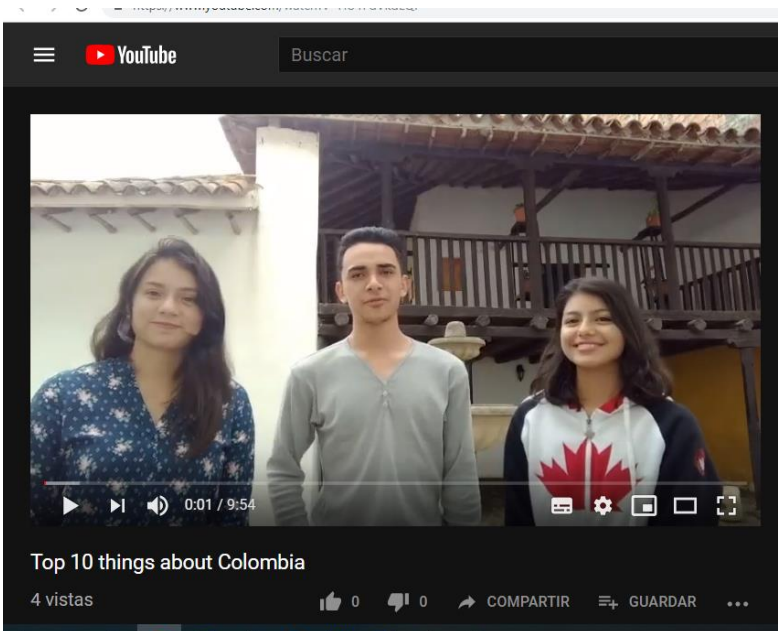 YouTube
Buscar
0:01 / 9:54
Top 10 things about Colombia
4 vistas
0
0
COMPARTIR
GUARDAR